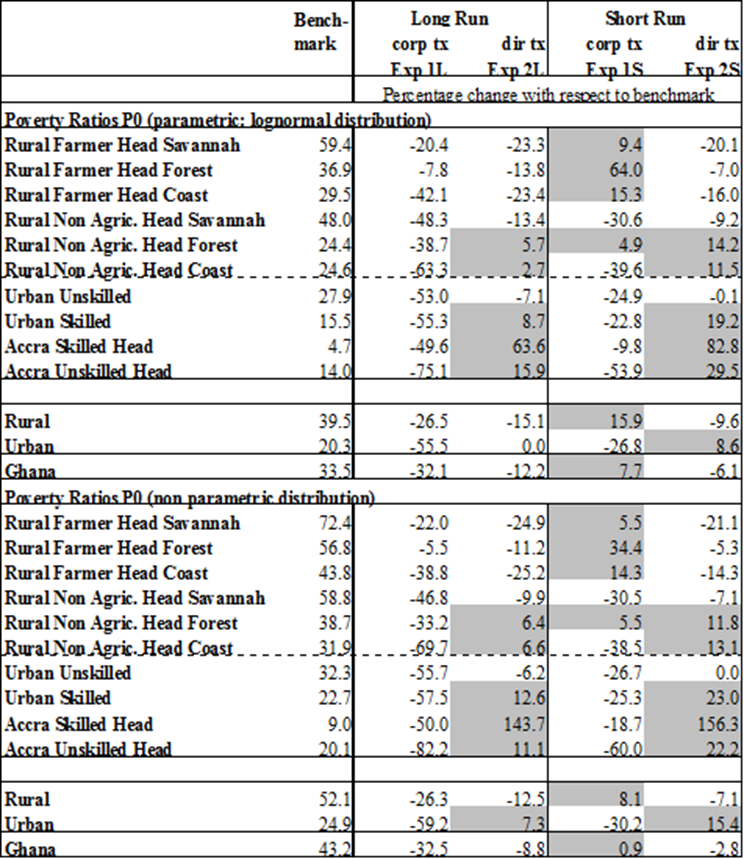 Bench- Long Run Short Run
mark corp tx dir tx corp tx dir tx
Exp 1L Exp 2L Exp 1S Exp 2S
Percentage change with respect to benchmark
Poverty Ratios P0 (parametric: lognormal distribution)
Rural Farmer Head Savannah 59.4 -20.4 -23.3 9.4 -20.1
Rural Farmer Head Forest 36.9 -7.8 -13.8 64.0 -7.0
Rural Farmer Head Coast 29.5 -42.1 -23.4 15.3 -16.0
Rural Non Agric. Head Savannah 48.0 -48.3 -13.4 -30.6 -9.2
Rural Non Agric. Head Forest 24.4 -38.7 5.7 4.9 14.2
Rural Non Agric. Head Coast 24.6 -63.3 2.7 -39.6 11.5
Urban Unskilled 27.9 -53.0 -7.1 -24.9 -0.1
Urban Skilled 15.5 -55.3 8.7 -22.8 19.2
Accra Skilled Head 4.7 -49.6 63.6 -9.8 82.8
Accra Unskilled Head 14.0 -75.1 15.9 -53.9 29.5
Rural 39.5 -26.5 -15.1 15.9 -9.6
Urban 20.3 -55.5 0.0 -26.8 8.6
Ghana 33.5 -32.1 -12.2 7.7 -6.1
Poverty Ratios P0 (non parametric distribution)
Rural Farmer Head Savannah 72.4 -22.0 -24.9 5.5 -21.1
Rural Farmer Head Forest 56.8 -5.5 -11.2 34.4 -5.3
Rural Farmer Head Coast 43.8 -38.8 -25.2 14.3 -14.3
Rural Non Agric. Head Savannah 58.8 -46.8 -9.9 -30.5 -7.1
Rural Non Agric. Head Forest 38.7 -33.2 6.4 5.5 11.8
Rural Non Agric. Head Coast 31.9 -69.7 6.6 -38.5 13.1
Urban Unskilled 32.3 -55.7 -6.2 -26.7 0.0
Urban Skilled 22.7 -57.5 12.6 -25.3 23.0
Accra Skilled Head 9.0 -50.0 143.7 -18.7 156.3
Accra Unskilled Head 20.1 -82.2 11.1 -60.0 22.2
Rural 52.1 -26.3 -12.5 8.1 -7.1
Urban 24.9 -59.2 7.3 -30.2 15.4
Ghana 43.2 -32.5 -8.8 0.9 -2.8